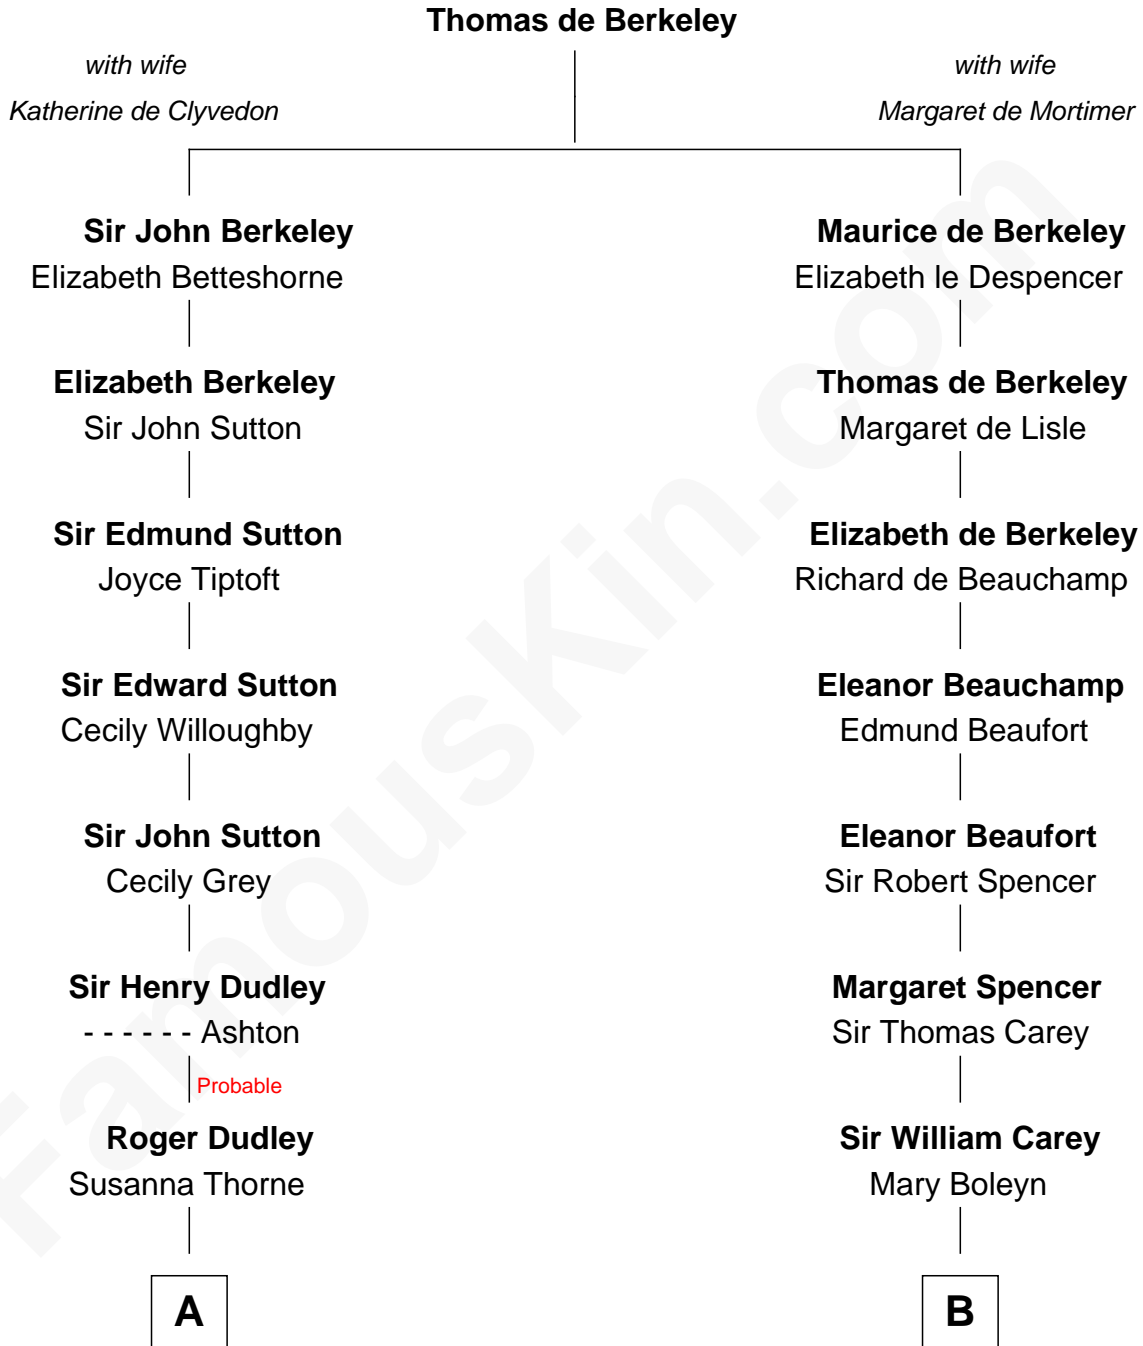 Thomas de Berkeley
with wife
Katherine de Clyvedon
with wife
Margaret de Mortimer
Sir John Berkeley
Elizabeth Betteshorne
Maurice de Berkeley
Elizabeth le Despencer
Elizabeth Berkeley
Sir John Sutton
Thomas de Berkeley
Margaret de Lisle
Sir Edmund Sutton
Joyce Tiptoft
Elizabeth de Berkeley
Richard de Beauchamp
Sir Edward Sutton
Cecily Willoughby
Eleanor Beauchamp
Edmund Beaufort
Sir John Sutton
Cecily Grey
Eleanor Beaufort
Sir Robert Spencer
Sir Henry Dudley
- - - - - - Ashton
Margaret Spencer
Sir Thomas Carey
Probable
Roger Dudley
Susanna Thorne
Sir William Carey
Mary Boleyn
A
B
FamousKin.com